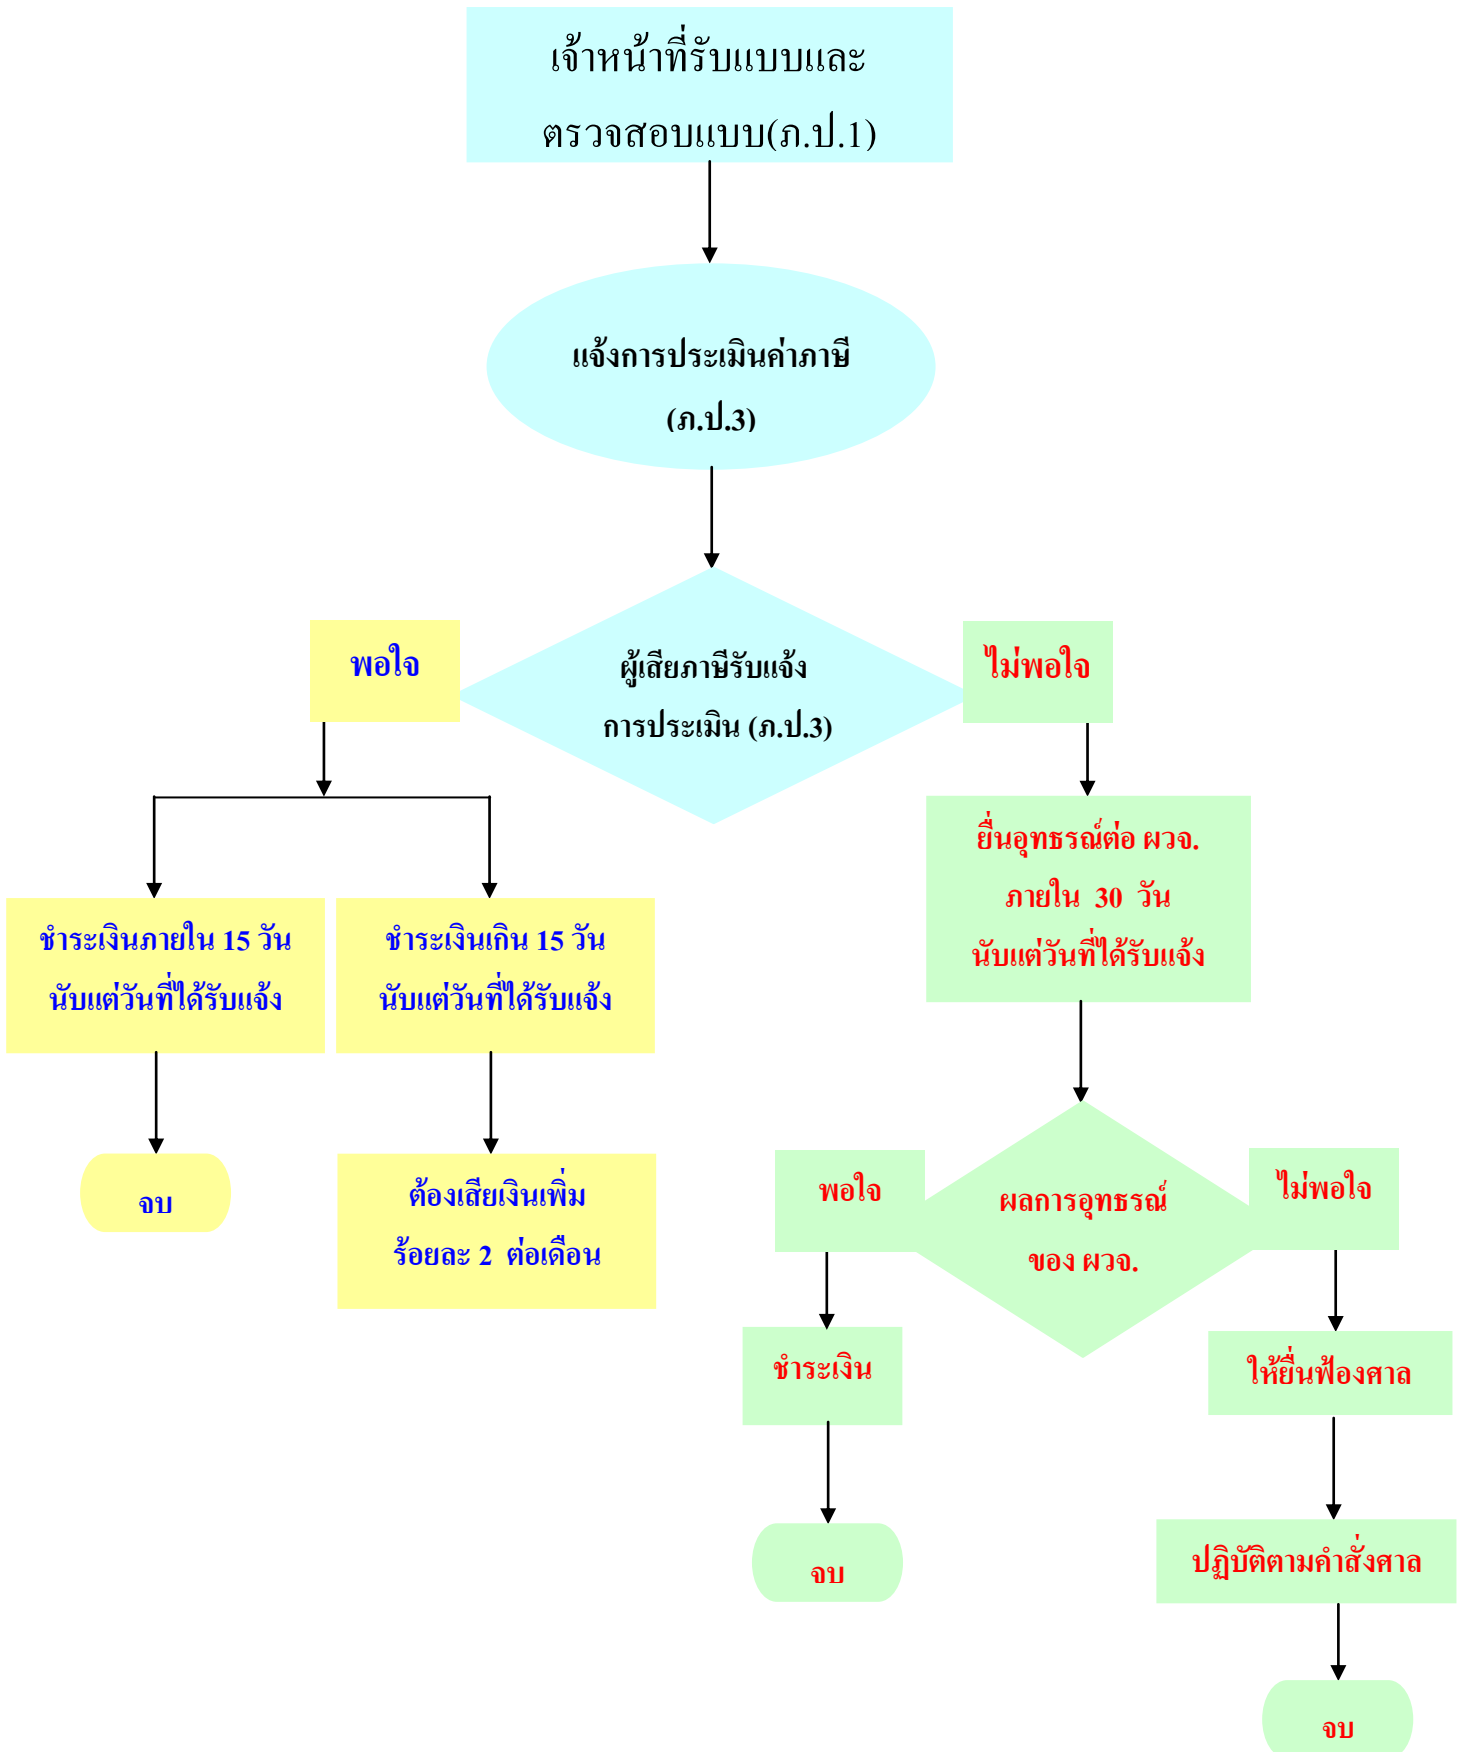 เจ้าหน้าที่รับแบบและ
ตรวจสอบแบบ(ภ.ป.1)
แจ้งการประเมินค่าภาษี
(ภ.ป.3)
ผู้เสียภาษีรับแจ้ง
การประเมิน (ภ.ป.3)
พอใจ
ไม่พอใจ
ชำระเงินภายใน 15 วัน
นับแต่วันที่ได้รับแจ้ง
ชำระเงินเกิน 15 วัน
นับแต่วันที่ได้รับแจ้ง
จบ
ต้องเสียเงินเพิ่ม
ร้อยละ 2 ต่อเดือน
ยื่นอุทธรณ์ต่อ ผวจ.
ภายใน 30 วัน
นับแต่วันที่ได้รับแจ้ง
ผลการอุทธรณ์
ของ ผวจ.
พอใจ
ไม่พอใจ
ชำระเงิน
จบ
ให้ยื่นฟ้องศาล
ปฏิบัติตามคำสั่งศาล
จบ